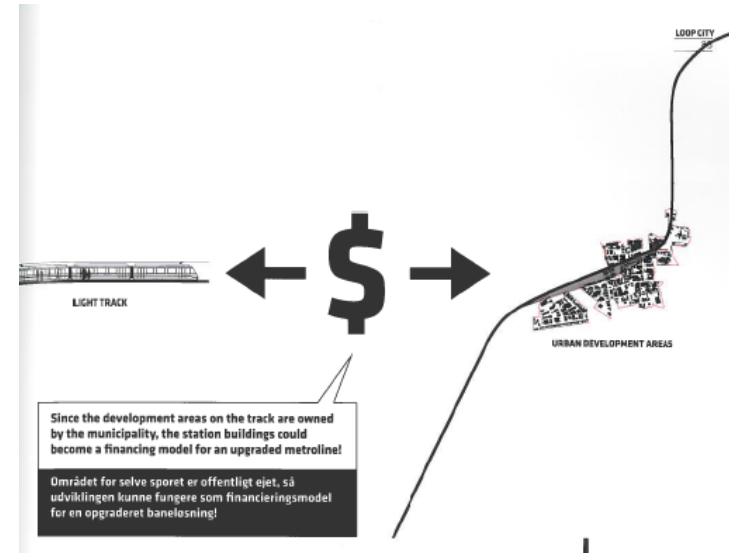 LOOP CITY
$
LIGHT TRACK
URBAN DEVELOPMENT AREAS
Since the development areas on the track are owned
by the municipality, the station buildings could
become a financing model for an upgraded metroline!
Området for selve sporet er offentligt ejet, så
udviklingen kunne fungere som financieringsmodel
for en opgraderet baneløsning!